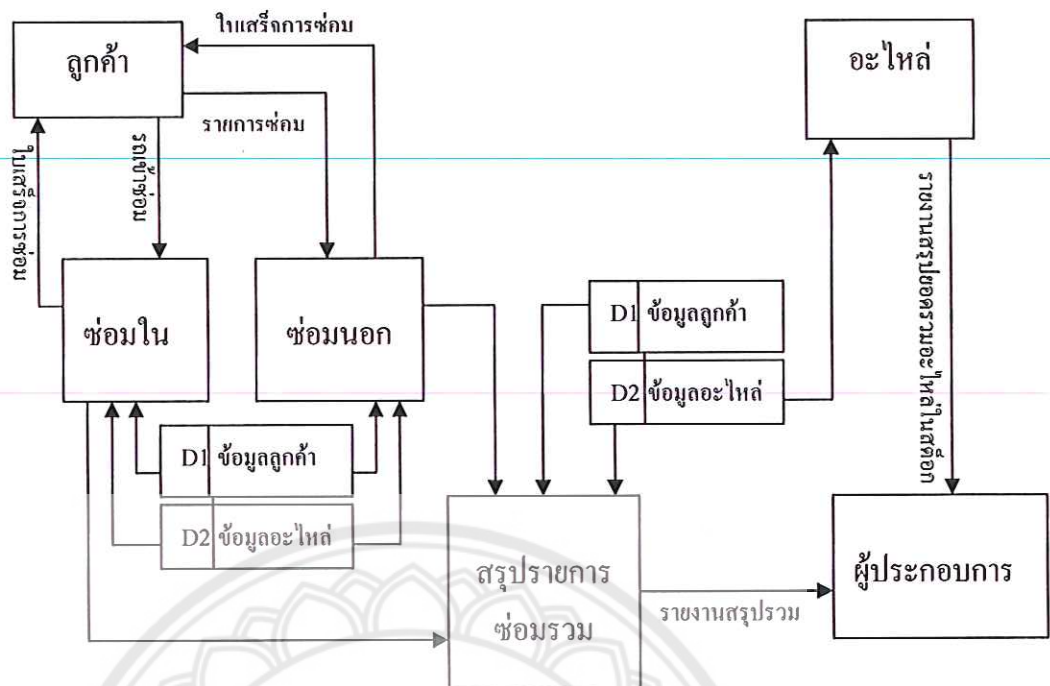 ใบเสร็จการซ่อม
ลูกค้า
อะไหล่
รายการซ่อม
ใบเสร็จการซ่อม
รถเข้าซ่อม
รายงานสรุปยอดรวมอะไหล่ในสต๊อก
ซ่อมใน
ซ่อมนอก
D1 ข้อมูลลูกค้า
D2 ข้อมูลอะไหล่
D1 ข้อมูลลูกค้า
D2 ข้อมูลอะไหล่
สรุปรายการ
ซ่อมรวม
รายงานสรุปรวม
ผู้ประกอบการ